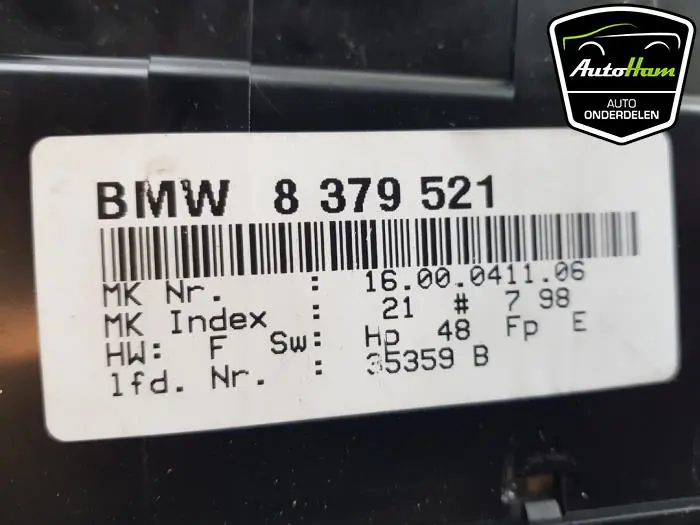 AutoHam
AUTO
ONDERDELEN
BMW 8 379 521
MK Nr. : 16.00.0411.06
MK Index : 21 # 7 98
HW: F Sw: Hp 48 Fp E
lfd. Nr. : 35359 B